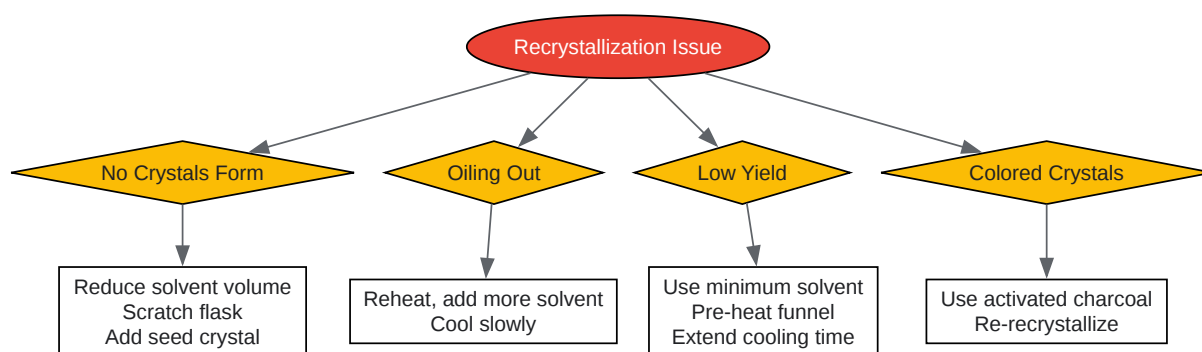 Recrystallization Issue
No Crystals Form
Oiling Out
Low Yield
Colored Crystals
Reduce solvent volume
Scratch flask
Add seed crystal
Reheat, add more solvent
Cool slowly
Use minimum solvent
Pre-heat funnel
Extend cooling time
Use activated charcoal
Re-recrystallize